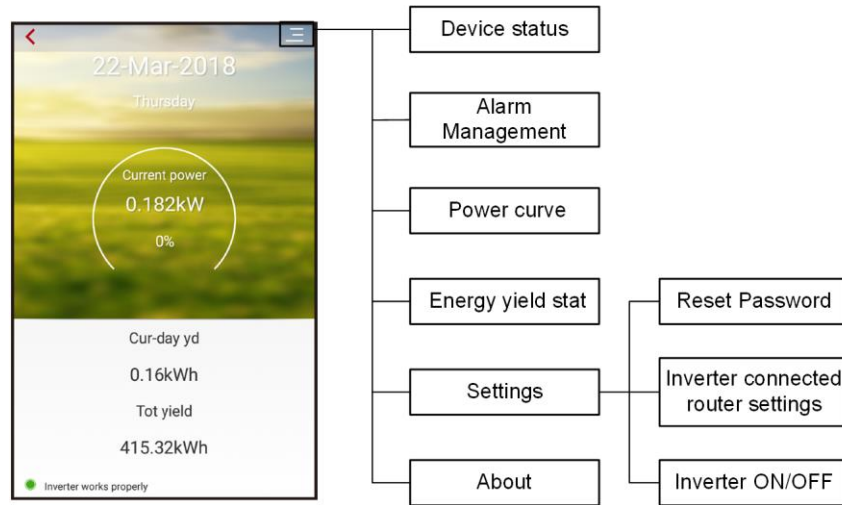 22-Mar-2018
Thursday
Current power
0.182kW
0%
Cur-day yd
0.16kWh
Tot yield
415.32kWh
Inverter works properly
Device status
Alarm
Management
Power curve
Energy yield stat
Settings
About
Reset Password
Inverter connected
router settings
Inverter ON/OFF